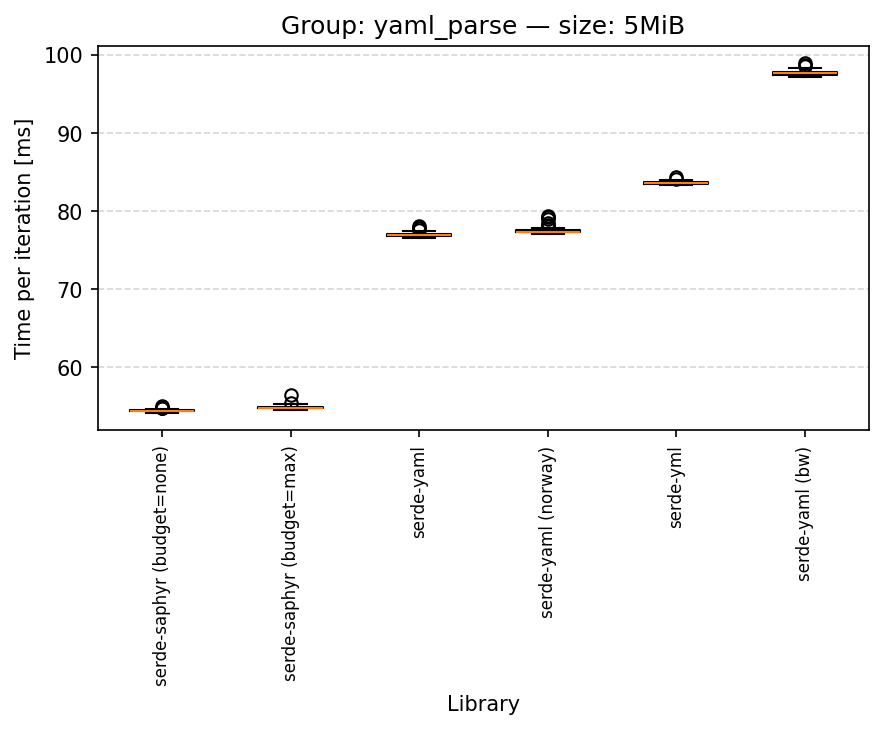 Group: yaml_parse — size: 5MiB
Time per iteration [ms]
100
90
80
70
60
serde-saphyr (budget=none)
serde-saphyr (budget=max)
serde-yaml
serde-yaml (norway)
serde-yml
serde-yaml (bw)
Library